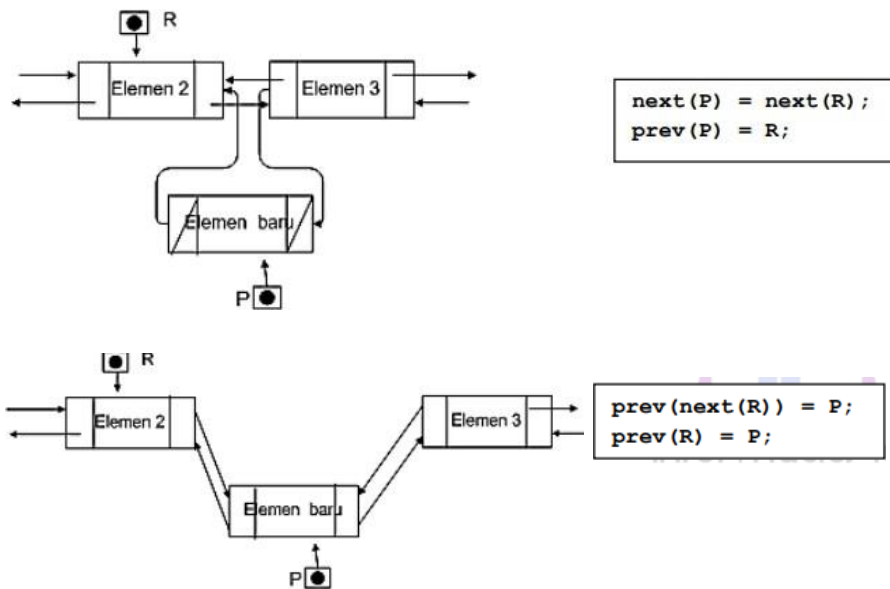 R
Elemen 2
Elemen 3
next(P) = next(R);
prev(P) = R;
Elemen baru
P
R
Elemen 2
Elemen 3
prev(next(R)) = P;
prev(R) = P;
Elemen baru
P